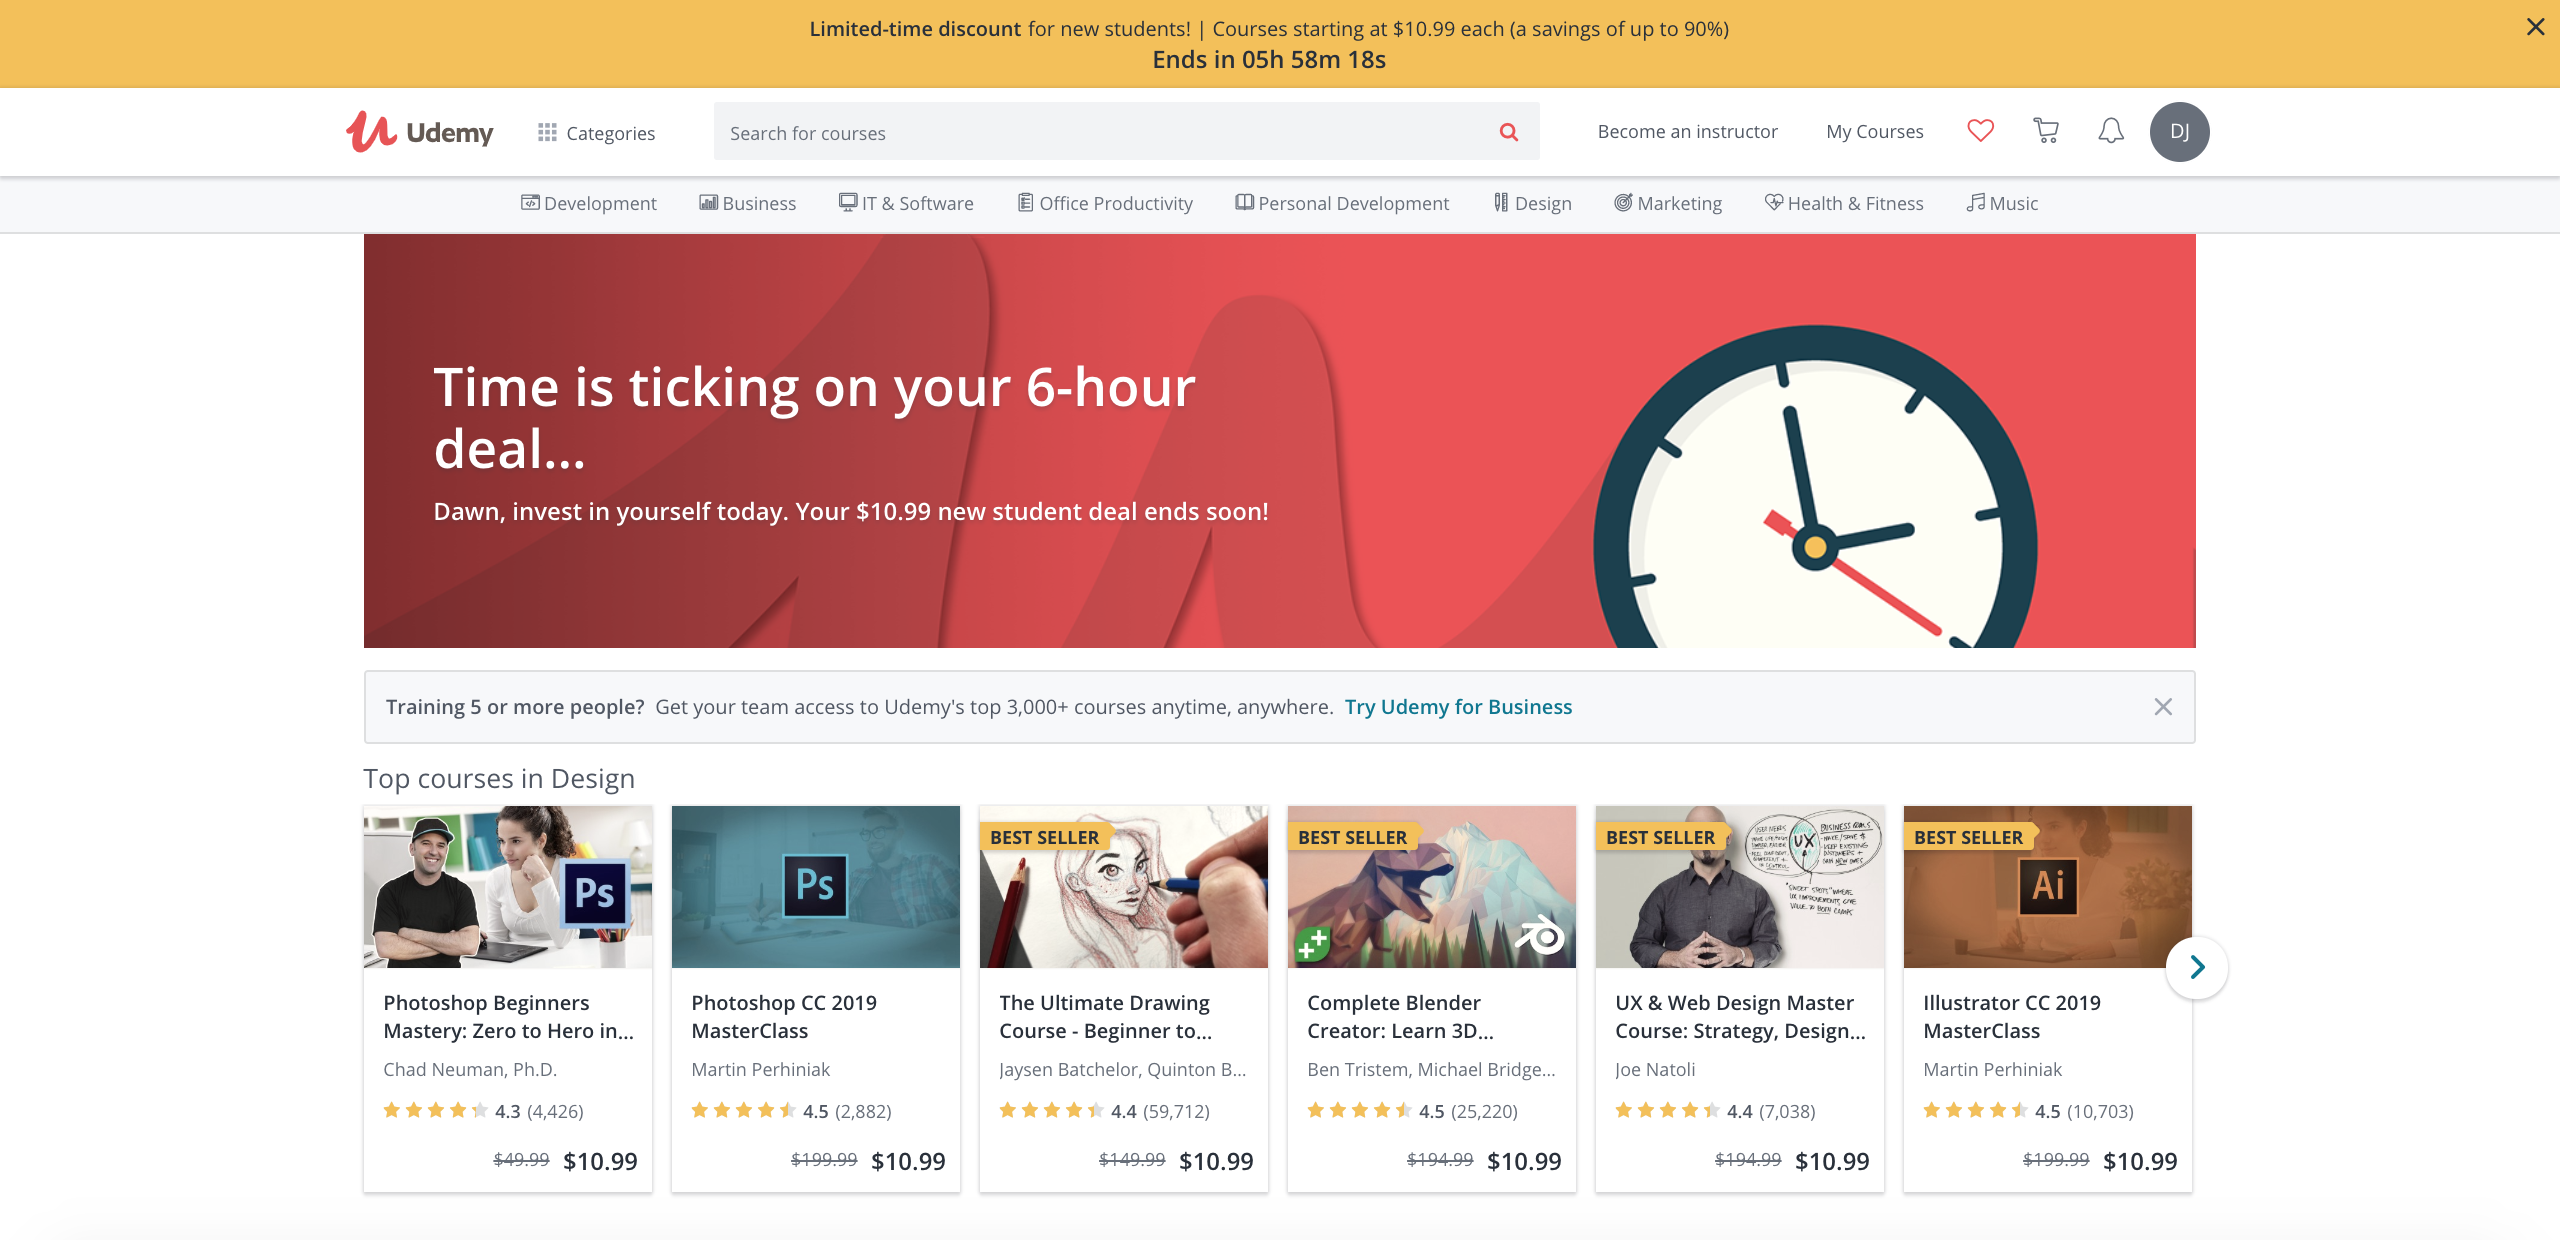 Limited-time discount for new students! | Courses starting at $10.99 each (a savings of up to 90%)
Ends in 05h 58m 18s
Udemy
Categories
Search for courses
Become an instructor
My Courses
DJ
Development
Business
IT & Software
Office Productivity
Personal Development
Design
Marketing
Health & Fitness
Music
Time is ticking on your 6-hour
deal...
Dawn, invest in yourself today. Your $10.99 new student deal ends soon!
Training 5 or more people? Get your team access to Udemy's top 3,000+ courses anytime, anywhere. Try Udemy for Business
Top courses in Design
Ps
Photoshop Beginners
Mastery: Zero to Hero in...
Chad Neuman, Ph.D.
4.3 (4,426)
$49.99 $10.99
Ps
Photoshop CC 2019
MasterClass
Martin Perhiniak
4.5 (2,882)
$199.99 $10.99
BEST SELLER
The Ultimate Drawing
Course - Beginner to...
Jaysen Batchelor, Quinton B...
4.4 (59,712)
$149.99 $10.99
BEST SELLER
Complete Blender
Creator: Learn 3D...
Ben Tristem, Michael Bridge...
4.5 (25,220)
$194.99 $10.99
BEST SELLER
USER NEEDS
UX
BUSINESS GOALS
UX & Web Design Master
Course: Strategy, Design...
Joe Natoli
4.4 (7,038)
$194.99 $10.99
BEST SELLER
Ai
Illustrator CC 2019
MasterClass
Martin Perhiniak
4.5 (10,703)
$199.99 $10.99